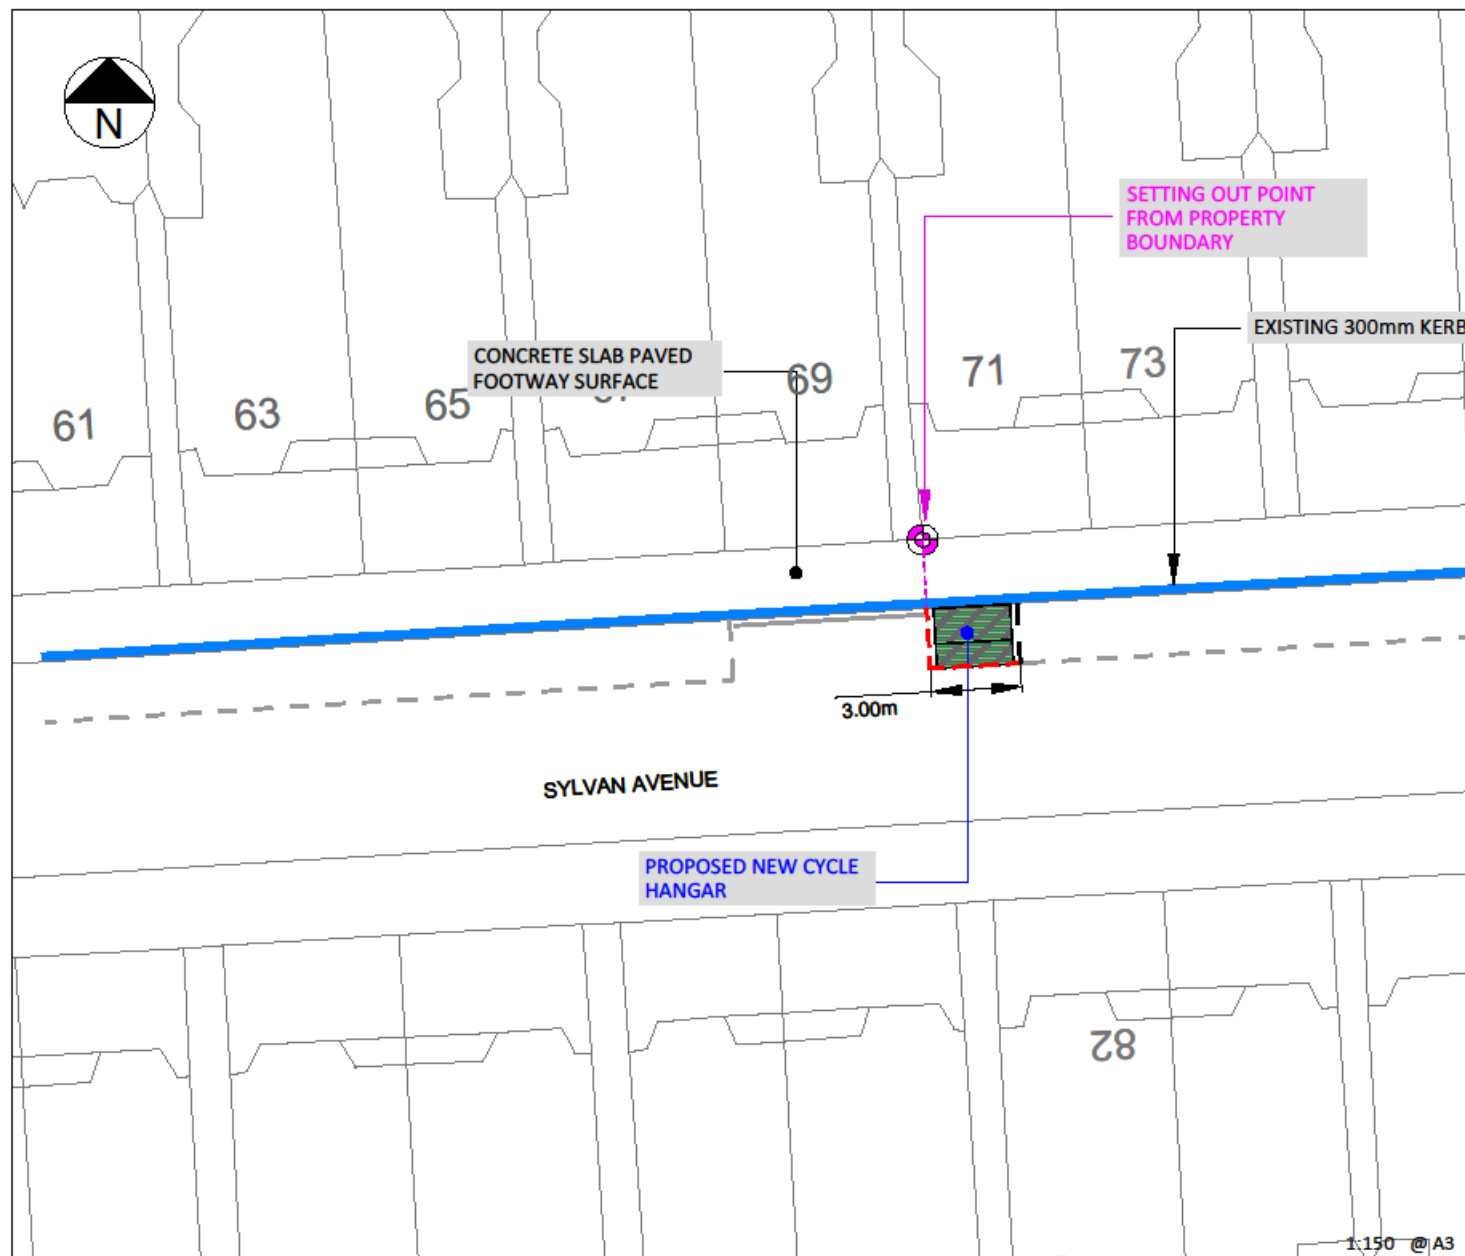 N
SETTING OUT POINT
FROM PROPERTY
BOUNDARY
EXISTING 300mm KERB
CONCRETE SLAB PAVED
FOOTWAY SURFACE
61
63
65
69
71
73
3.00m
SYLVAN AVENUE
PROPOSED NEW CYCLE
HANGAR
82
1:150 @ A3